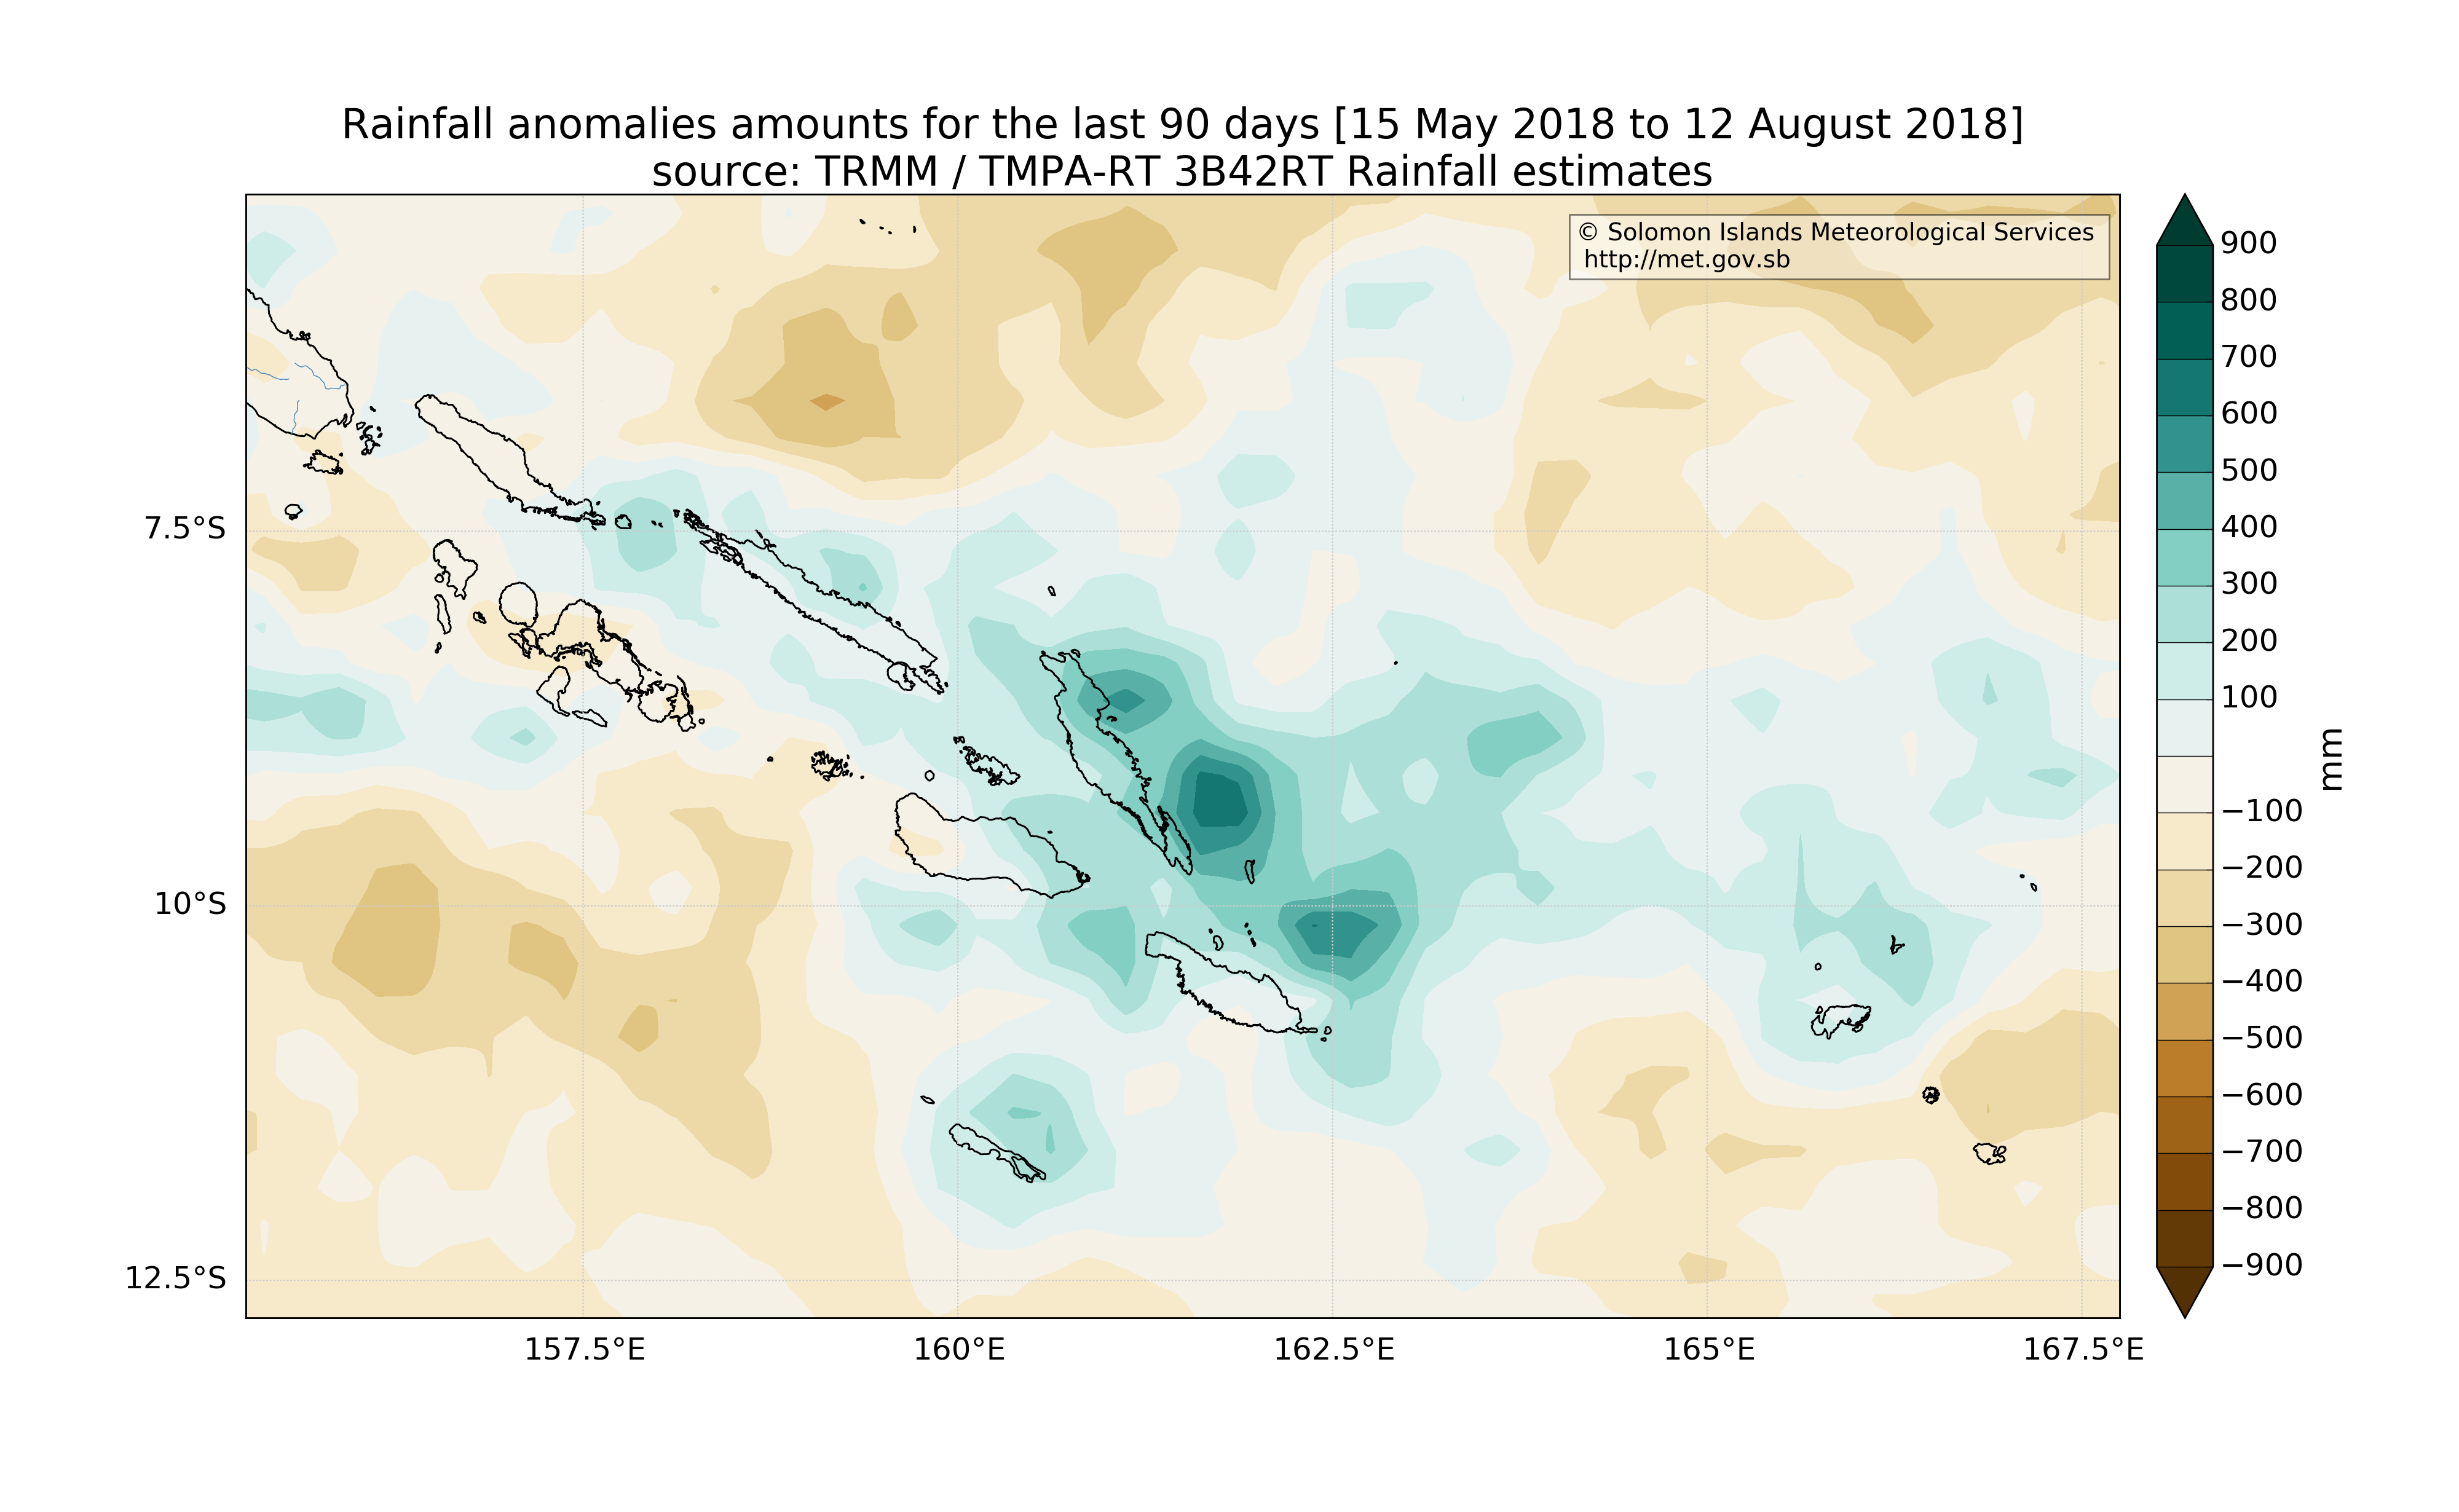 Rainfall anomalies amounts for the last 90 days [15 May 2018 to 12 August 2018]
source: TRMM / TMPA-RT 3B42RT Rainfall estimates
© Solomon Islands Meteorological Services
http://met.gov.sb
7.5°S
10°S
12.5°S
157.5°E
160°E
162.5°E
165°E
167.5°E
900
800
700
600
500
400
300
200
100
−100
−200
−300
−400
−500
−600
−700
−800
−900
mm